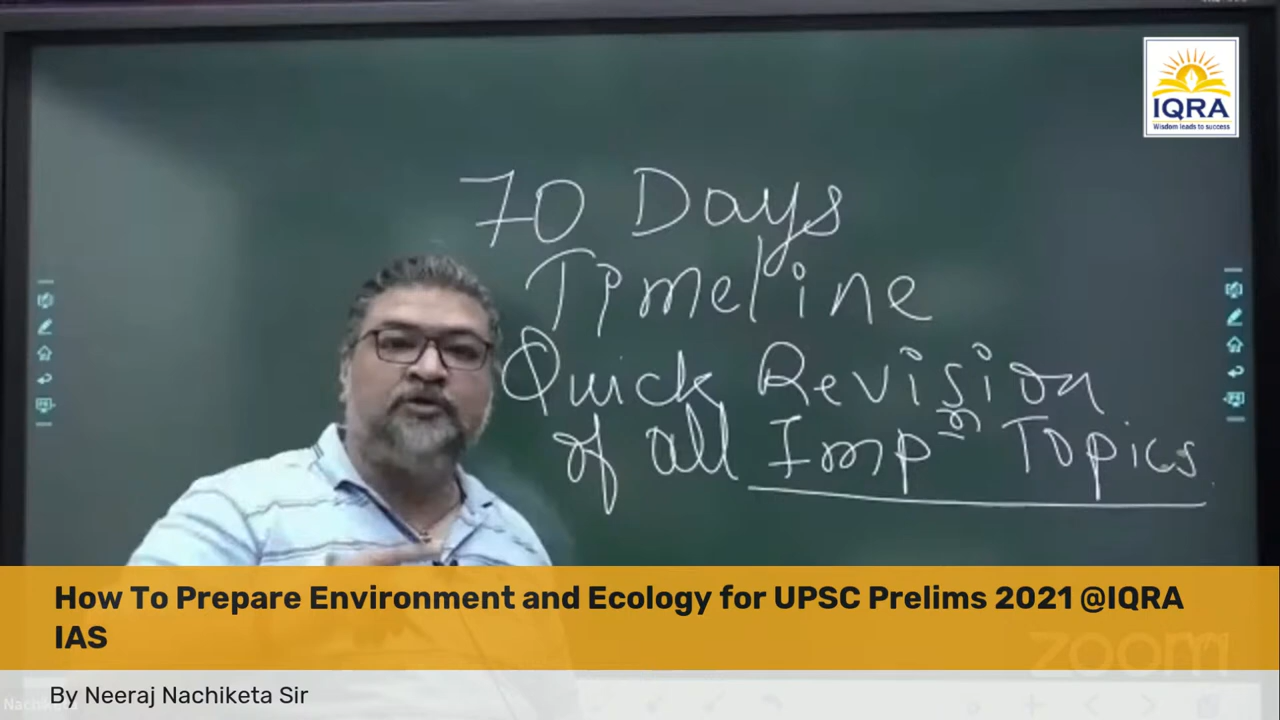 IQRA
Wisdom leads to success
70 Days
Timeline
Quick Revision
of all Impn Topics
How To Prepare Environment and Ecology for UPSC Prelims 2021 @IQRA
IAS
zoom
By Neeraj Nachiketa Sir